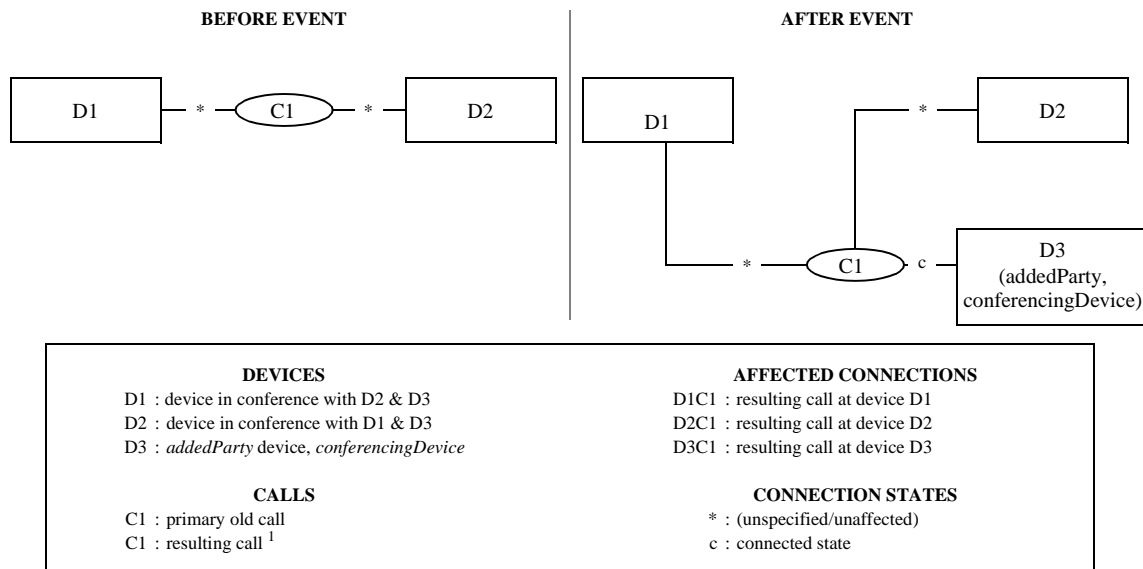 BEFORE EVENT
AFTER EVENT
D1 * C1 * D2
D1
* D2
* C1 c
D3
(addedParty,
conferencingDevice)
DEVICES
D1 : device in conference with D2 & D3
D2 : device in conference with D1 & D3
D3 : addedParty device, conferencingDevice
AFFECTED CONNECTIONS
D1C1 : resulting call at device D1
D2C1 : resulting call at device D2
D3C1 : resulting call at device D3
CALLS
C1 : primary old call
C1 : resulting call 1
CONNECTION STATES
* : (unspecified/unaffected)
c : connected state